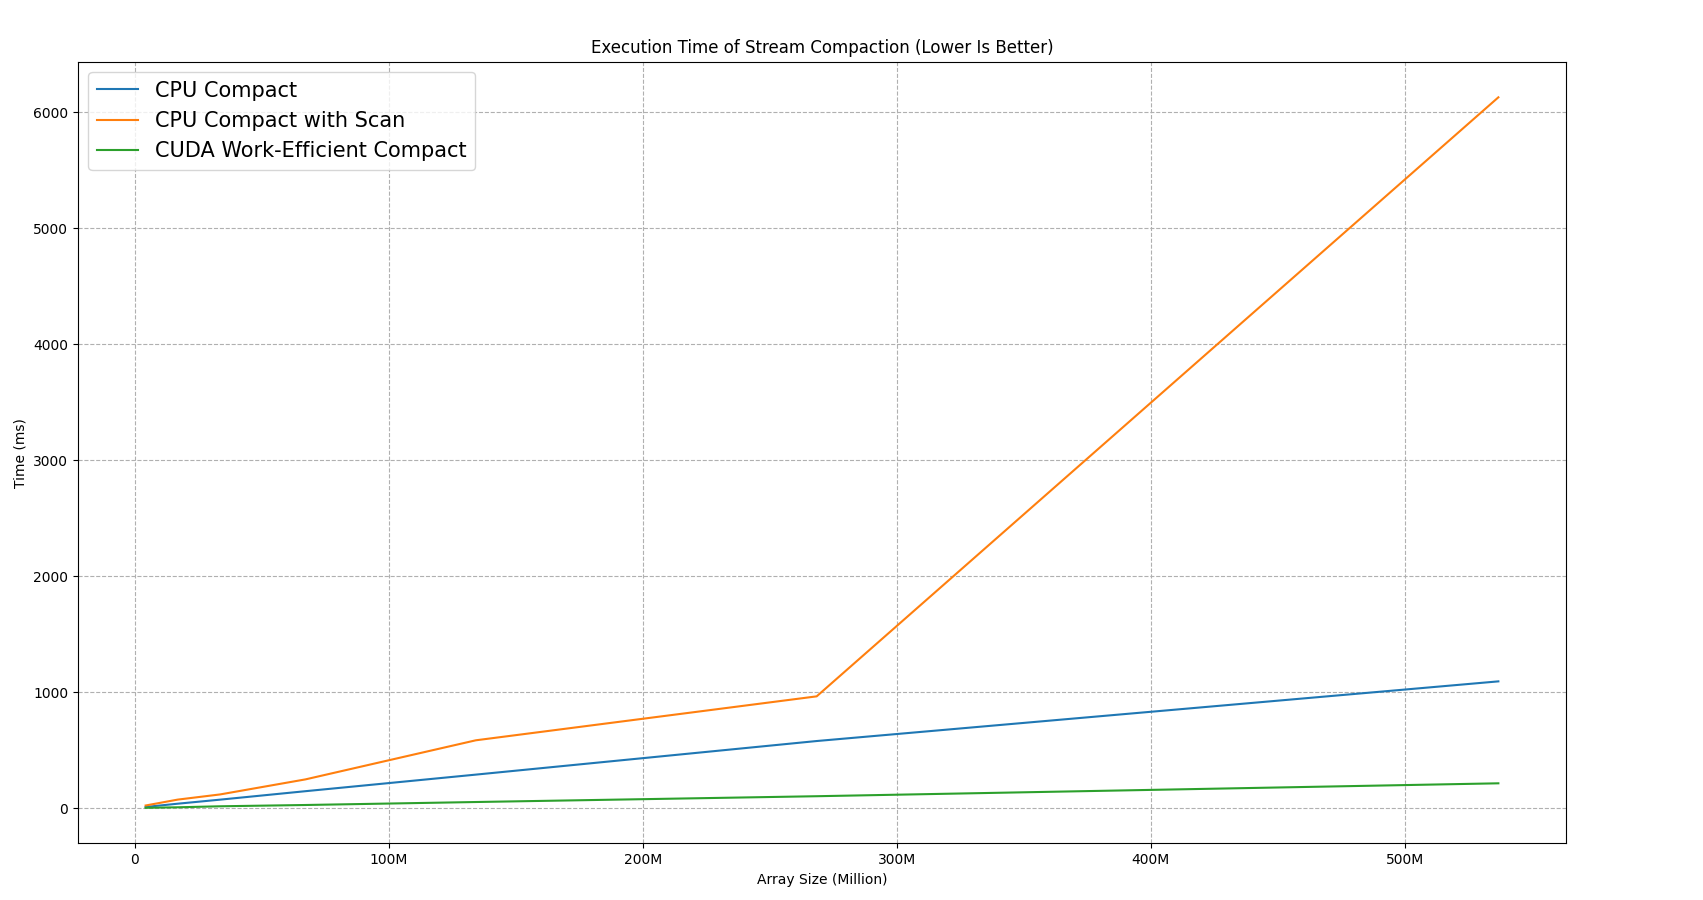 Execution Time of Stream Compaction (Lower Is Better)
CPU Compact
CPU Compact with Scan
CUDA Work-Efficient Compact
6000
5000
4000
3000
2000
1000
0
Time (ms)
0 100M 200M 300M 400M 500M
Array Size (Million)